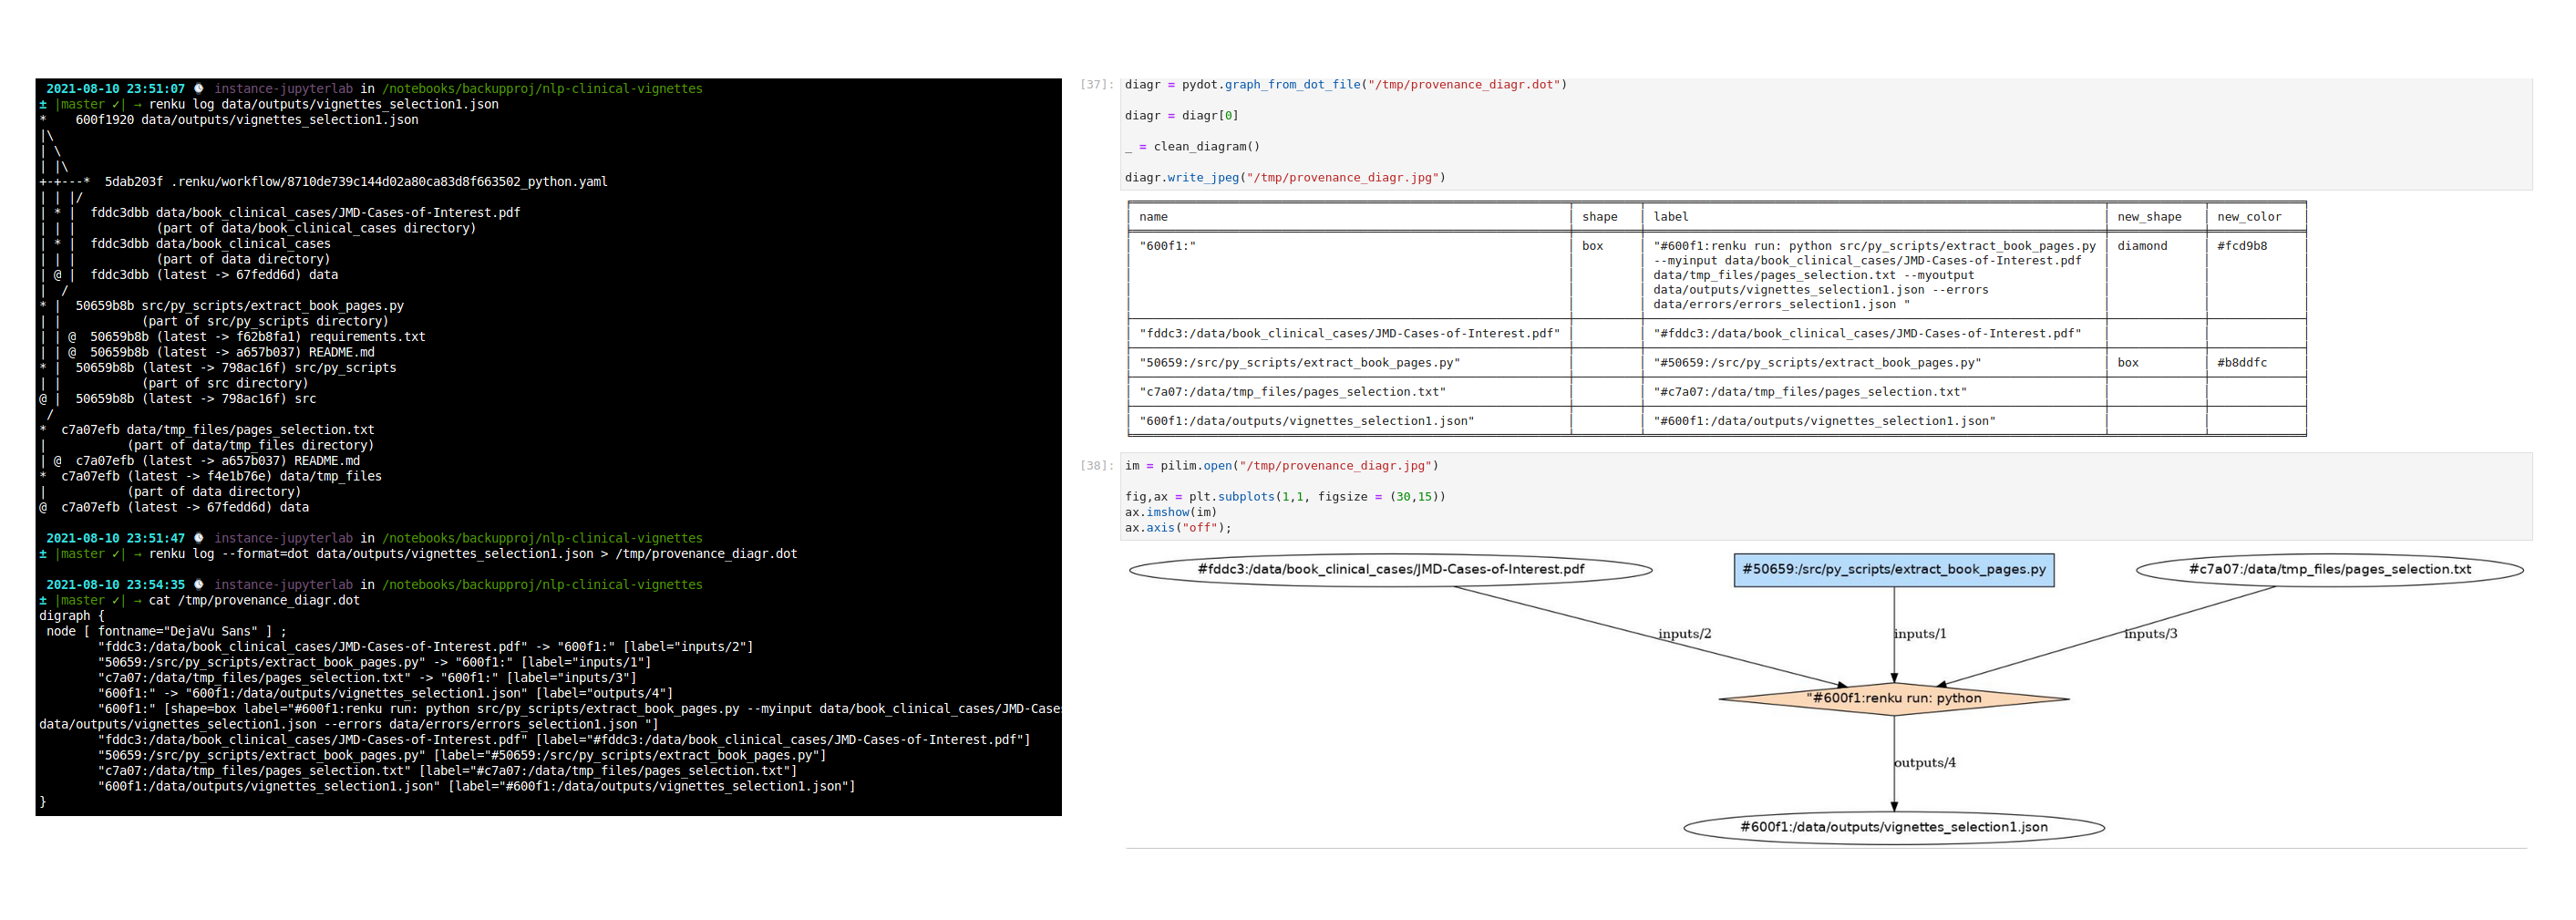 2021-08-10 23:51:07 ⌚ instance-jupyterlab in /notebooks/backupproj/nlp-clinical-vignettes
± |master ✓| → renku log data/outputs/vignettes_selection1.json
*    600f1920 data/outputs/vignettes_selection1.json
|\
| \
| |\
+-+---*  5dab203f .renku/workflow/8710de739c144d02a80ca83d8f663502_python.yaml
| | |/
| * |  fddc3dbb data/book_clinical_cases/JMD-Cases-of-Interest.pdf
| | |           (part of data/book_clinical_cases directory)
| * |  fddc3dbb data/book_clinical_cases
| | |           (part of data directory)
| @ |  fddc3dbb (latest -> 67fedd6d) data
|  /
* |  50659b8b src/py_scripts/extract_book_pages.py
| |           (part of src/py_scripts directory)
| | @  50659b8b (latest -> f62b8fa1) requirements.txt
| | @  50659b8b (latest -> a657b037) README.md
* |  50659b8b (latest -> 798ac16f) src/py_scripts
| |           (part of src directory)
@ |  50659b8b (latest -> 798ac16f) src
 /
*  c7a07efb data/tmp_files/pages_selection.txt
|           (part of data/tmp_files directory)
| @  c7a07efb (latest -> a657b037) README.md
*  c7a07efb (latest -> f4e1b76e) data/tmp_files
|           (part of data directory)
@  c7a07efb (latest -> 67fedd6d) data
2021-08-10 23:51:47 ⌚ instance-jupyterlab in /notebooks/backupproj/nlp-clinical-vignettes
± |master ✓| → renku log --format=dot data/outputs/vignettes_selection1.json > /tmp/provenance_diagr.dot
2021-08-10 23:54:35 ⌚ instance-jupyterlab in /notebooks/backupproj/nlp-clinical-vignettes
± |master ✓| → cat /tmp/provenance_diagr.dot
digraph {
node [ fontname="DejaVu Sans" ] ;
"fddc3:/data/book_clinical_cases/JMD-Cases-of-Interest.pdf" -> "600f1:" [label="inputs/2"]
"50659:/src/py_scripts/extract_book_pages.py" -> "600f1:" [label="inputs/1"]
"c7a07:/data/tmp_files/pages_selection.txt" -> "600f1:" [label="inputs/3"]
"600f1:" -> "600f1:/data/outputs/vignettes_selection1.json" [label="outputs/4"]
"600f1:" [shape=box label="#600f1:renku run: python src/py_scripts/extract_book_pages.py --myinput data/book_clinical_cases/JMD-Case
data/outputs/vignettes_selection1.json --errors data/errors/errors_selection1.json "]
"fddc3:/data/book_clinical_cases/JMD-Cases-of-Interest.pdf" [label="#fddc3:/data/book_clinical_cases/JMD-Cases-of-Interest.pdf"]
"50659:/src/py_scripts/extract_book_pages.py" [label="#50659:/src/py_scripts/extract_book_pages.py"]
"c7a07:/data/tmp_files/pages_selection.txt" [label="#c7a07:/data/tmp_files/pages_selection.txt"]
"600f1:/data/outputs/vignettes_selection1.json" [label="#600f1:/data/outputs/vignettes_selection1.json"]
}
[37]: diagr = pydot.graph_from_dot_file("/tmp/provenance_diagr.dot")
diagr = diagr[0]
_ = clean_diagram()
diagr.write_jpeg("/tmp/provenance_diagr.jpg")
name shape label new_shape new_color
"600f1:" box "#600f1:renku run: python src/py_scripts/extract_book_pages.py diamond #fcd9b8
--myinput data/book_clinical_cases/JMD-Cases-of-Interest.pdf
data/tmp_files/pages_selection.txt --myoutput
data/outputs/vignettes_selection1.json --errors
data/errors/errors_selection1.json "
"fddc3:/data/book_clinical_cases/JMD-Cases-of-Interest.pdf" "#fddc3:/data/book_clinical_cases/JMD-Cases-of-Interest.pdf"
"50659:/src/py_scripts/extract_book_pages.py" "#50659:/src/py_scripts/extract_book_pages.py" box #b8ddfc
"c7a07:/data/tmp_files/pages_selection.txt" "#c7a07:/data/tmp_files/pages_selection.txt"
"600f1:/data/outputs/vignettes_selection1.json" "#600f1:/data/outputs/vignettes_selection1.json"
[38]: im = pilim.open("/tmp/provenance_diagr.jpg")
fig,ax = plt.subplots(1,1, figsize = (30,15))
ax.imshow(im)
ax.axis("off");
#fddc3:/data/book_clinical_cases/JMD-Cases-of-Interest.pdf
#50659:/src/py_scripts/extract_book_pages.py
#c7a07:/data/tmp_files/pages_selection.txt
inputs/2
inputs/1
inputs/3
"#600f1:renku run: python
outputs/4
#600f1:/data/outputs/vignettes_selection1.json